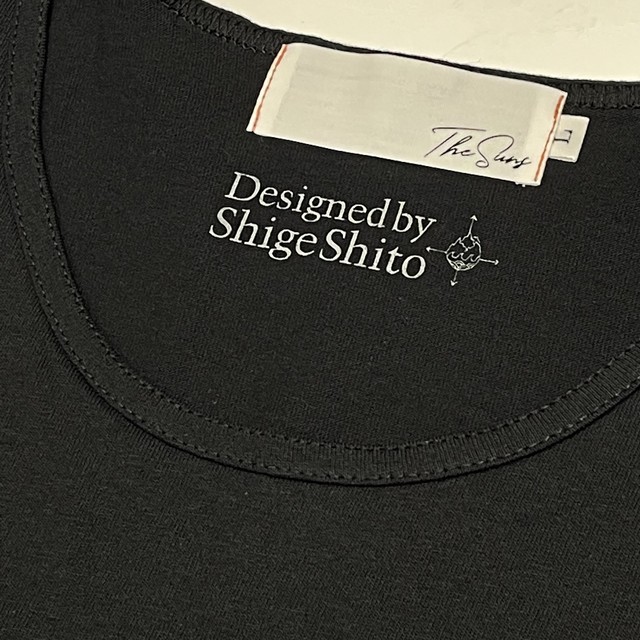 The Suns
L
Designed by
Shige Shito